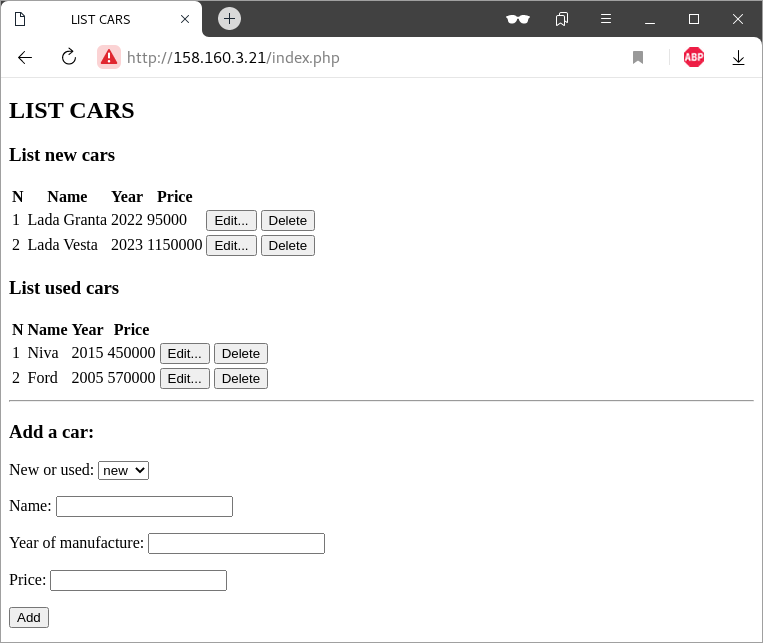 LIST CARS
http://158.160.3.21/index.php
ABP
LIST CARS
List new cars
N Name Year Price
1 Lada Granta 2022 95000 Edit... Delete
2 Lada Vesta 2023 1150000 Edit... Delete
List used cars
N Name Year Price
1 Niva 2015 450000 Edit... Delete
2 Ford 2005 570000 Edit... Delete
Add a car:
New or used: new
Name:
Year of manufacture:
Price:
Add